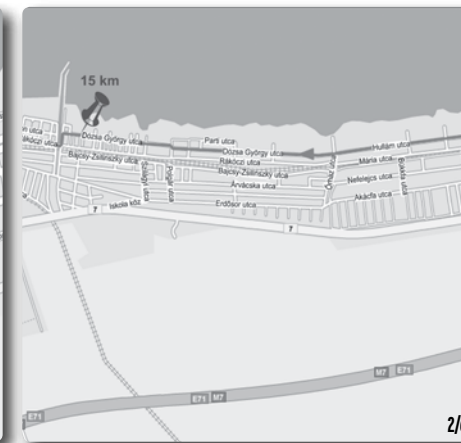 15 km
utca
Rákóczi utca
Dózsa György utca
Parti utca
Dózsa György utca
Hullám utca
Bajcsy-Zsilinszky utca
Rákóczi utca
Mária utca
Bajcsy-Zsilinszky utca
Nefelejcs utca
Árvácska utca
Akácfa utca
Iskola köz
Erdősor utca
7
7
M7 E71
E71 M7
E71
E71